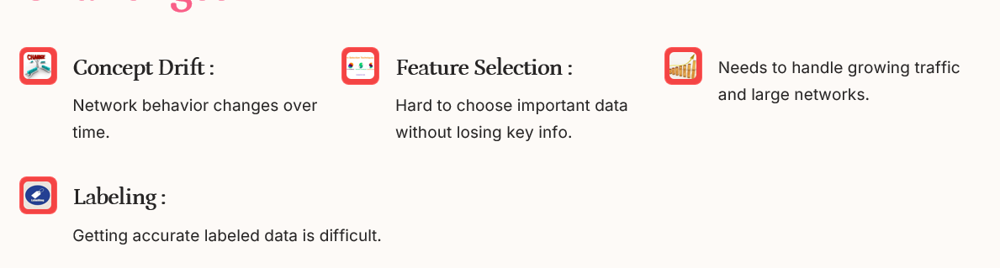 Concept Drift :
Network behavior changes over
time.
Feature Selection :
Hard to choose important data
without losing key info.
Needs to handle growing traffic
and large networks.
Labeling :
Getting accurate labeled data is difficult.